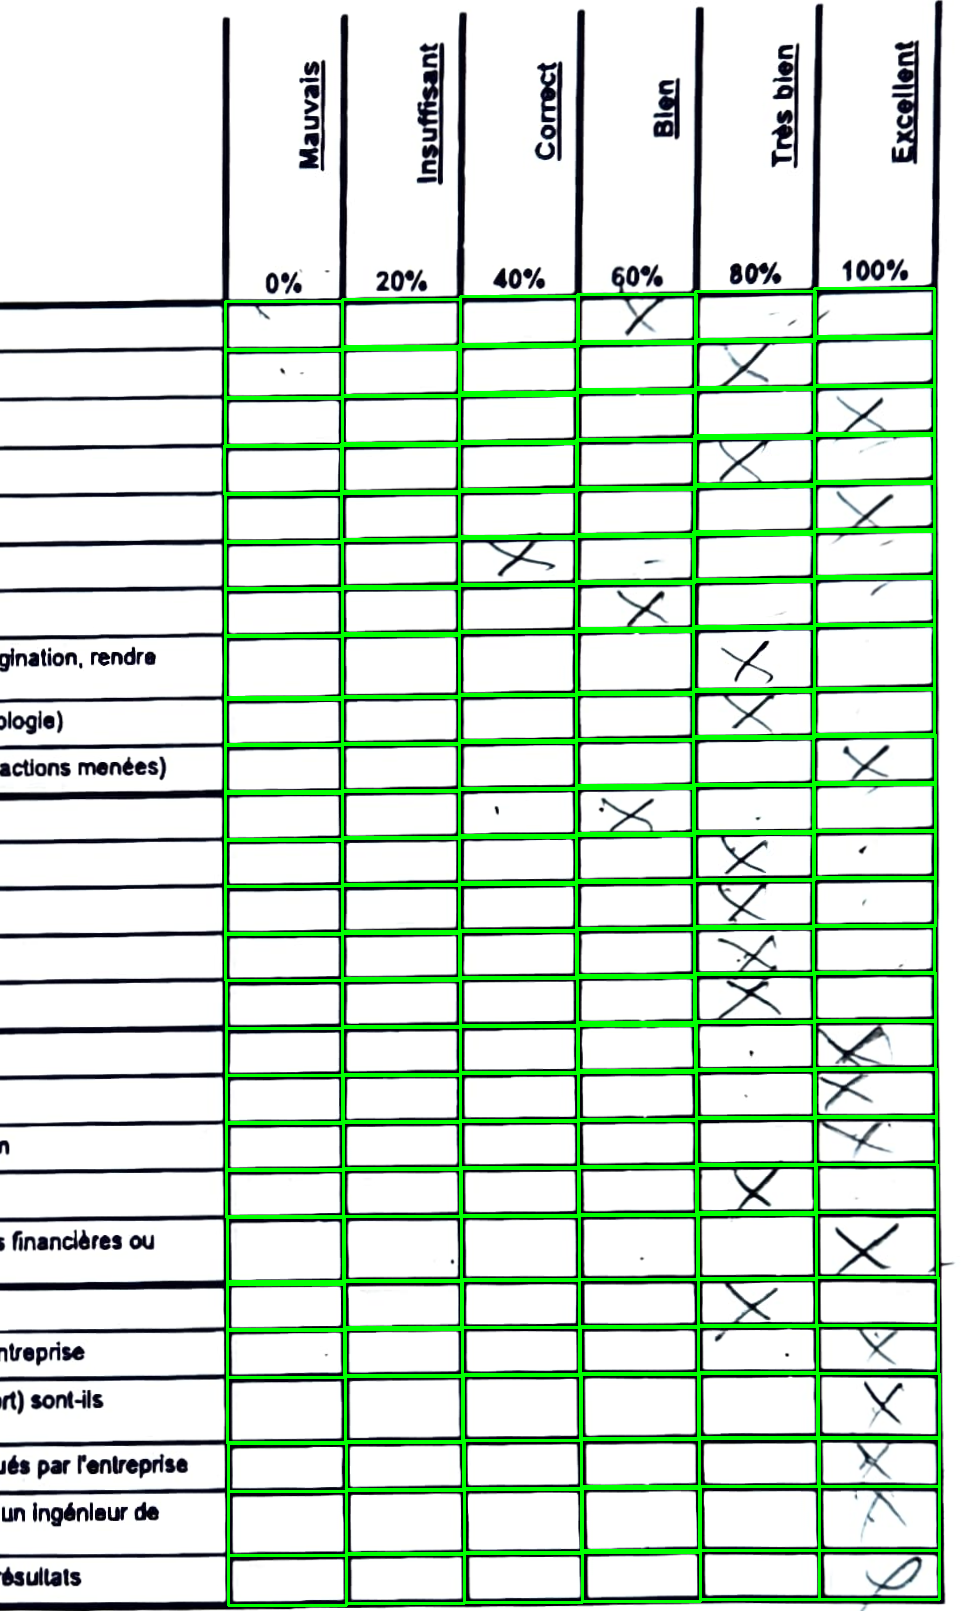 Mauvais
Insuffisant
Correct
Bien
Très bien
Excellent
0% 20% 40% 60% 80% 100%
gination, rendre
ologie)
actions menées)
n
s financières ou
ntreprise
ort) sont-ils
ués par l'entreprise
un ingénieur de
résultats